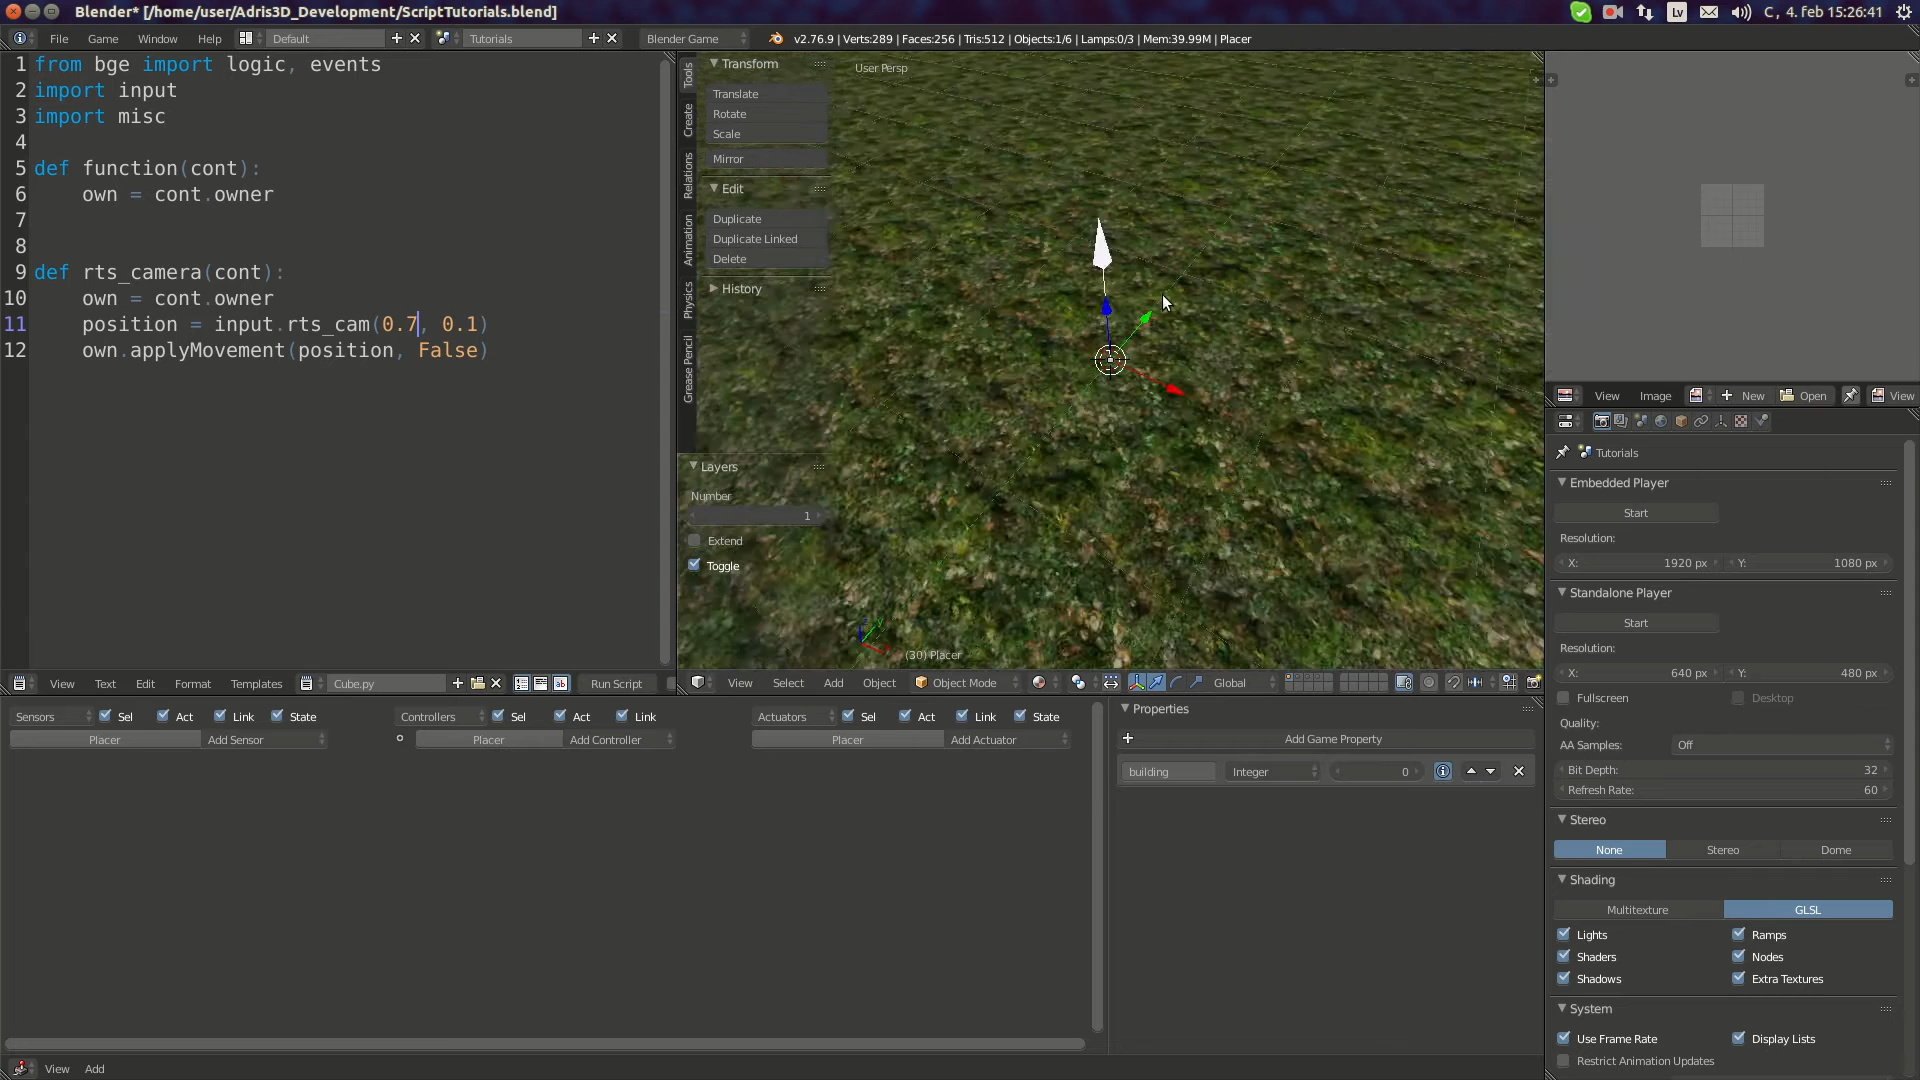 Blender* [/home/user/Adris3D_Development/ScriptTutorials.blend]
Lv
C , 4. feb 15:26:41
File Game Window Help Default Tutorials Blender Game v2.76.9 | Verts:289 | Faces:256 | Tris:512 | Objects:1/6 | Lamps:0/3 | Mem:39.99M | Placer
1 from bge import logic, events
2 import input
3 import misc
4
5 def function(cont):
6 own = cont.owner
7
8
9 def rts_camera(cont):
10 own = cont.owner
11 position = input.rts_cam(0.7, 0.1)
12 own.applyMovement(position, False)
View Text Edit Format Templates Cube.py Run Script
Tools
Create
Relations
Animation
Physics
Grease Pencil
Transform
Translate
Rotate
Scale
Mirror
Edit
Duplicate
Duplicate Linked
Delete
History
Layers
Number
1
Extend
Toggle
User Persp
(30) Placer
View Select Add Object Object Mode Global
View Image New Open View
Tutorials
Embedded Player
Start
Resolution:
X: 1920 px Y: 1080 px
Standalone Player
Start
Resolution:
X: 640 px Y: 480 px
Fullscreen Desktop
Quality:
AA Samples: Off
Bit Depth: 32
Refresh Rate: 60
Stereo
None Stereo Dome
Shading
Multitexture GLSL
Lights Ramps
Shaders Nodes
Shadows Extra Textures
System
Use Frame Rate Display Lists
Restrict Animation Updates
Sensors Sel Act Link State Controllers Sel Act Link Actuators Sel Act Link State
Placer Add Sensor Placer Add Controller Placer Add Actuator
Properties
Add Game Property
building Integer 0
View Add